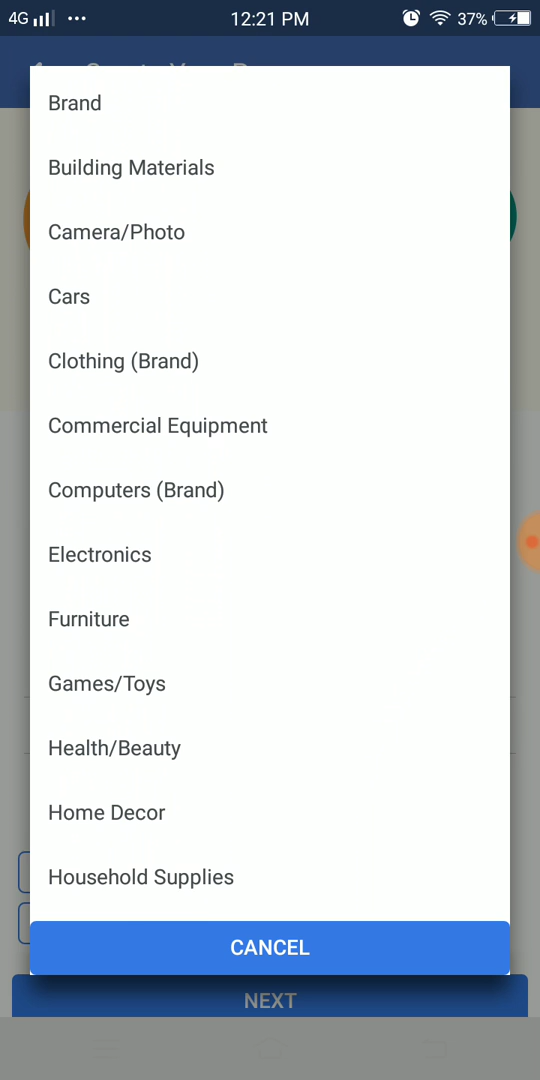 4G 12:21 PM 37%
Brand
Building Materials
Camera/Photo
Cars
Clothing (Brand)
Commercial Equipment
Computers (Brand)
Electronics
Furniture
Games/Toys
Health/Beauty
Home Decor
Household Supplies
CANCEL
NEXT